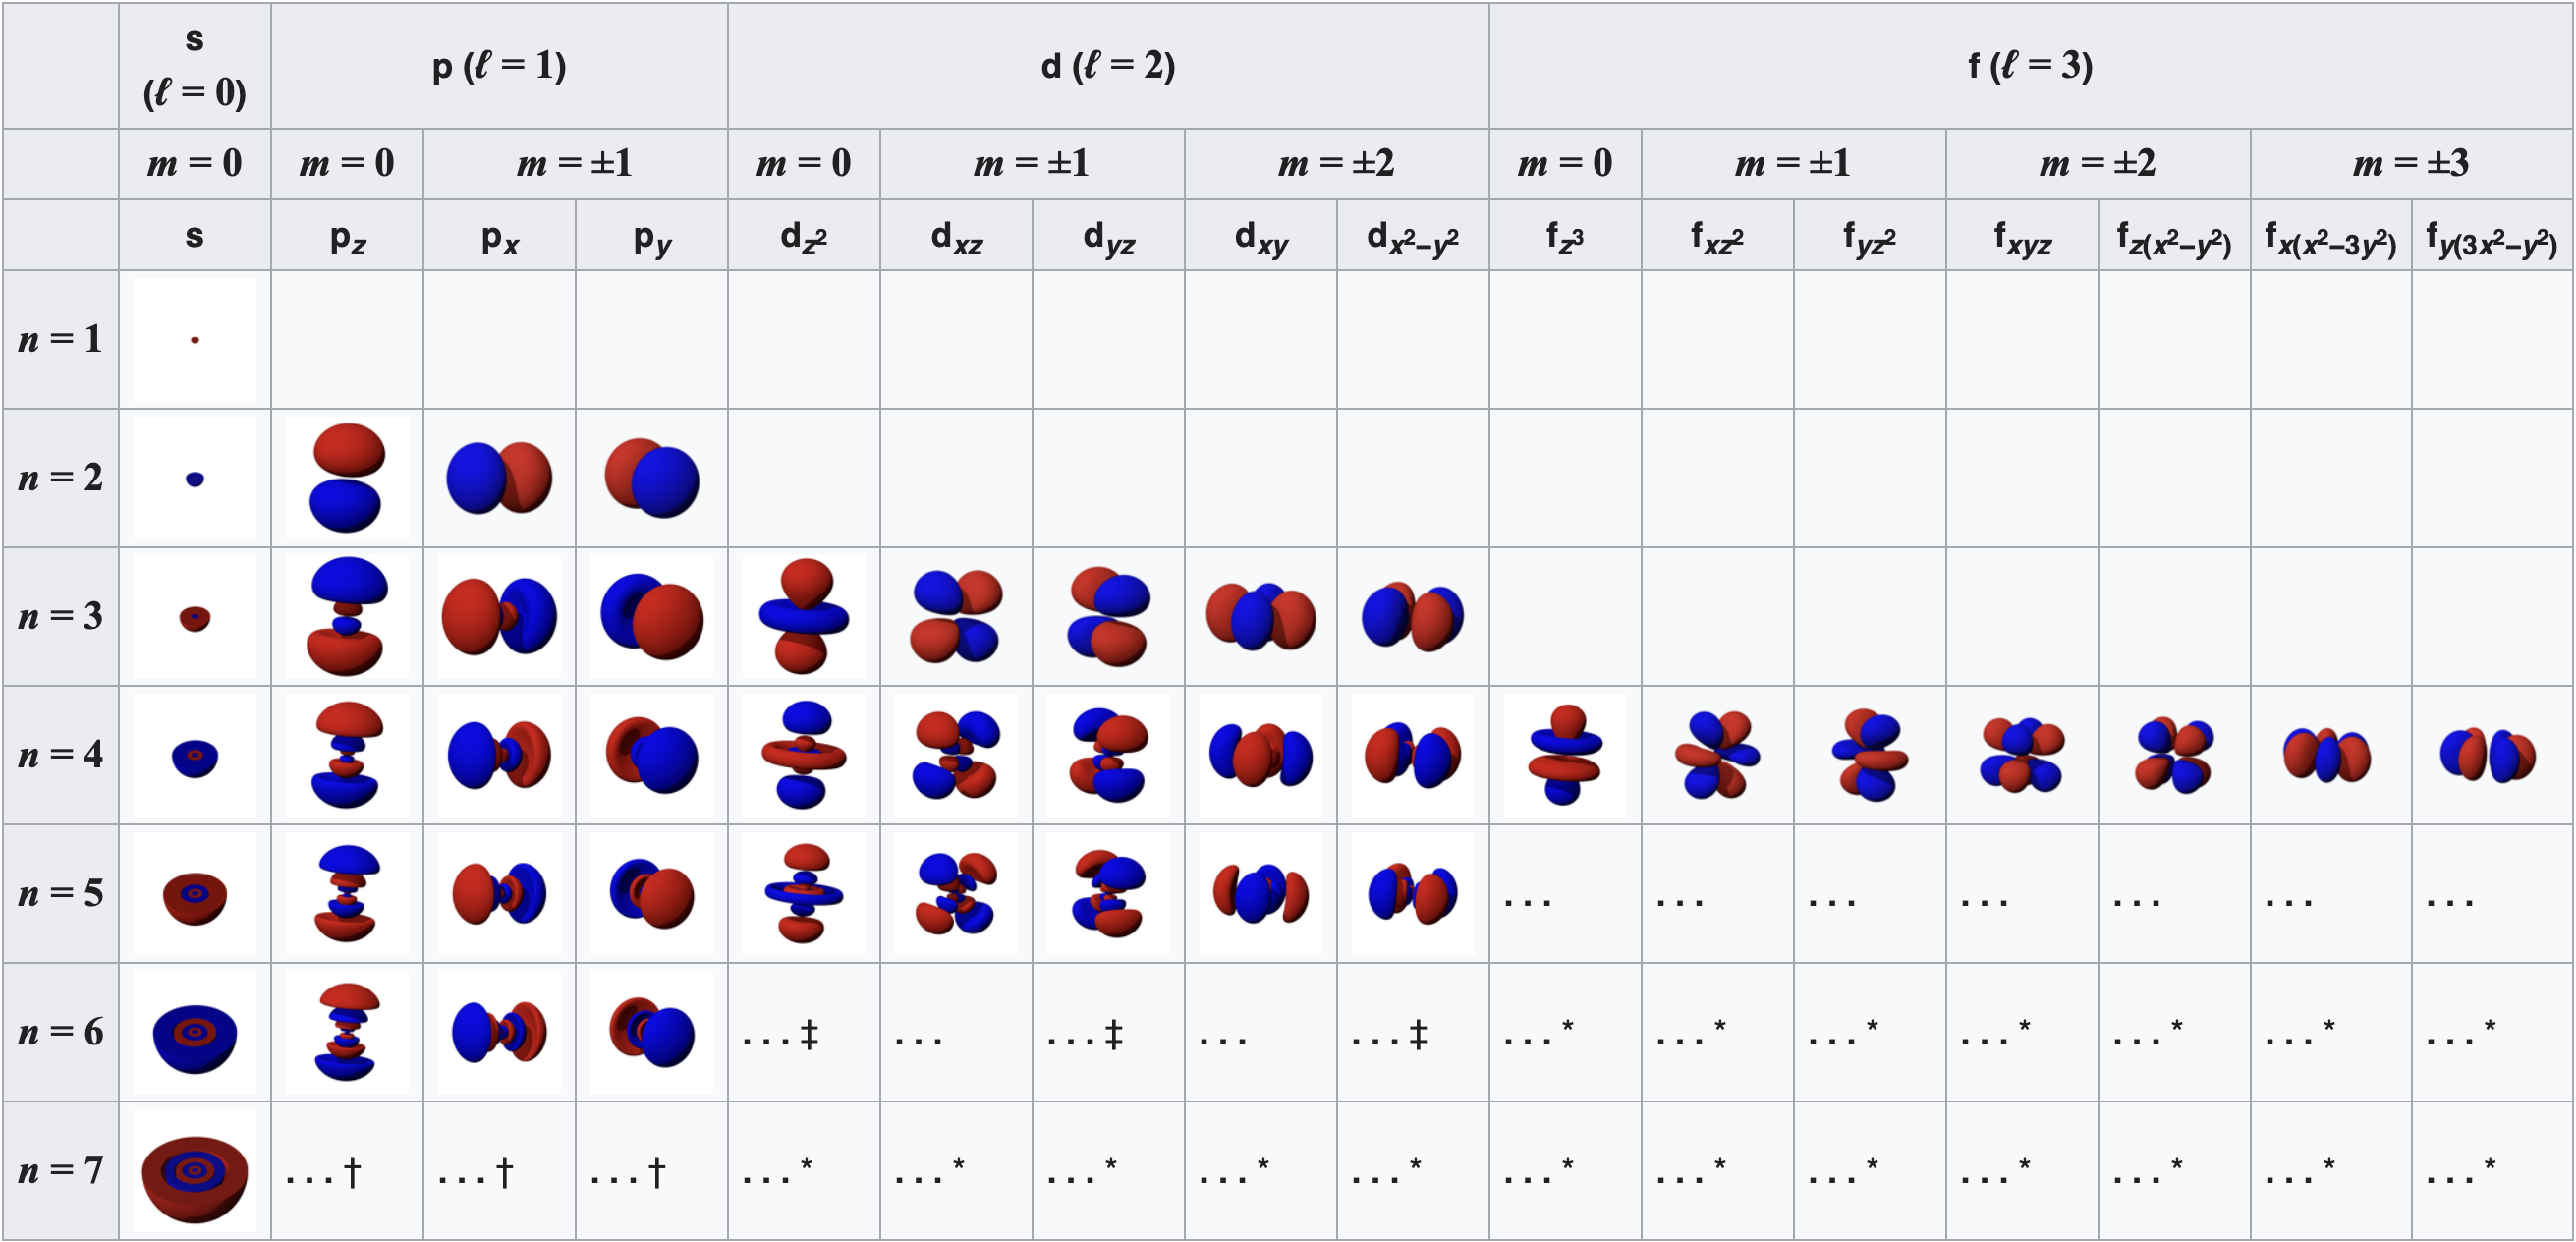 s (ℓ = 0) p (ℓ = 1) d (ℓ = 2) f (ℓ = 3)
m = 0 m = 0 m = ±1 m = 0 m = ±1 m = ±2 m = 0 m = ±1 m = ±2 m = ±3
s pz px py dz² dxz dyz dxy dx²−y² fz³ fxz² fyz² fxyz fz(x²−y²) fx(x²−3y²) fy(3x²−y²)
n = 1
n = 2
n = 3
n = 4
n = 5 . . . . . . . . . . . . . . . . . . . . .
n = 6 . . . ‡ . . . . . . ‡ . . . . . . ‡ . . . * . . . * . . . * . . . * . . . * . . . * . . . *
n = 7 . . . † . . . † . . . † . . . * . . . * . . . * . . . * . . . * . . . * . . . * . . . * . . . * . . . * . . . * . . . *